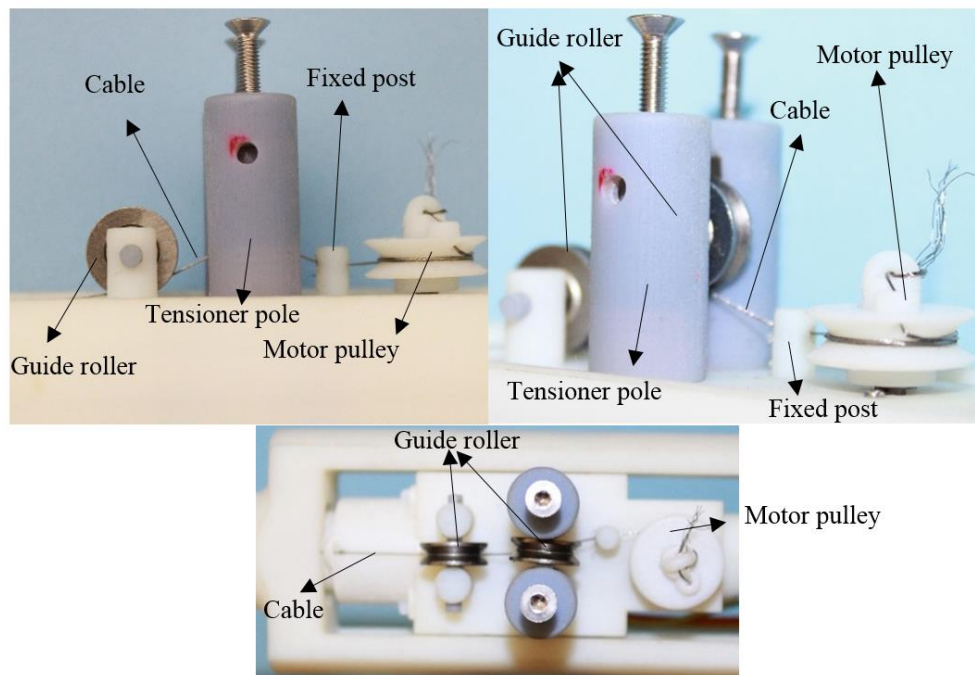 Cable
Fixed post
Tensioner pole
Guide roller
Motor pulley
Guide roller
Motor pulley
Cable
Tensioner pole
Fixed post
Guide roller
Motor pulley
Cable